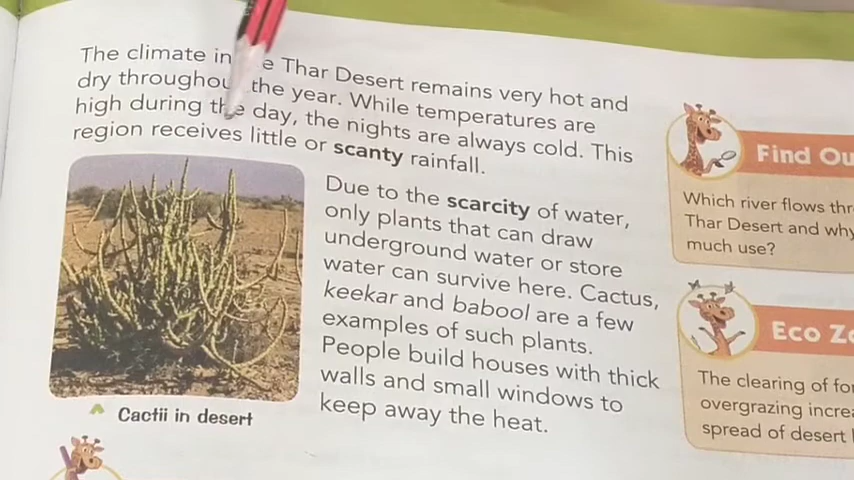 The climate in e Thar Desert remains very hot and
dry throughou the year. While temperatures are
high during the day, the nights are always cold. This
region receives little or scanty rainfall.
Due to the scarcity of water,
only plants that can draw
underground water or store
water can survive here. Cactus,
keekar and babool are a few
examples of such plants.
People build houses with thick
walls and small windows to
keep away the heat.
Cactii in desert
Find Ou
Which river flows thr
Thar Desert and why
much use?
Eco Zo
The clearing of for
overgrazing increa
spread of desert l